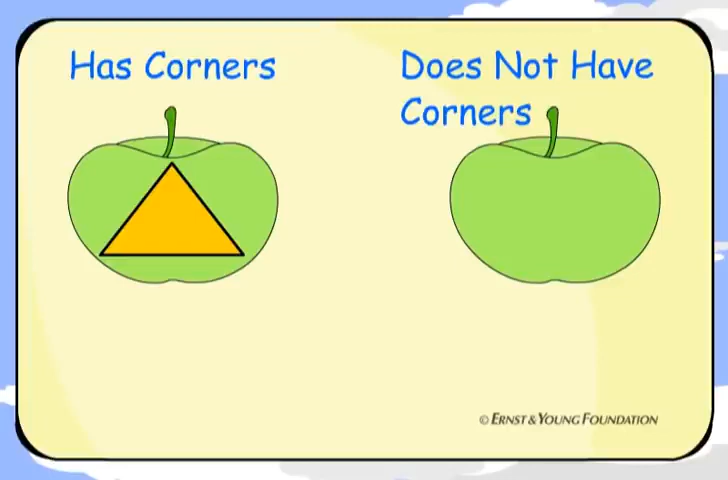 Has Corners
Does Not Have
Corners
© ERNST & YOUNG FOUNDATION